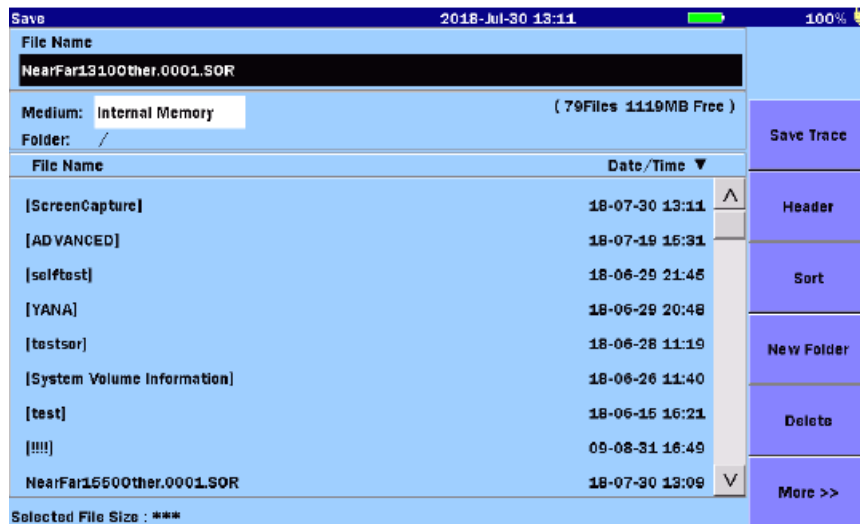 Save 2018-Jul-30 13:11 100%
File Name
NearFar1310Other.0001.SOR
Medium: Internal Memory (79Files 1119MB Free)
Folder: /
File Name Date/Time ▼
[ScreenCapture] 18-07-30 13:11
[ADVANCED] 18-07-19 15:31
[selftest] 18-06-29 21:45
[YANA] 18-06-29 20:48
[testsor] 18-06-28 11:19
[System Volume Information] 18-06-26 11:40
[test] 18-06-15 16:21
[!!!!] 09-08-31 16:49
NearFar1550Other.0001.SOR 18-07-30 13:09
Selected File Size : ***
Save Trace
Header
Sort
New Folder
Delete
More >>